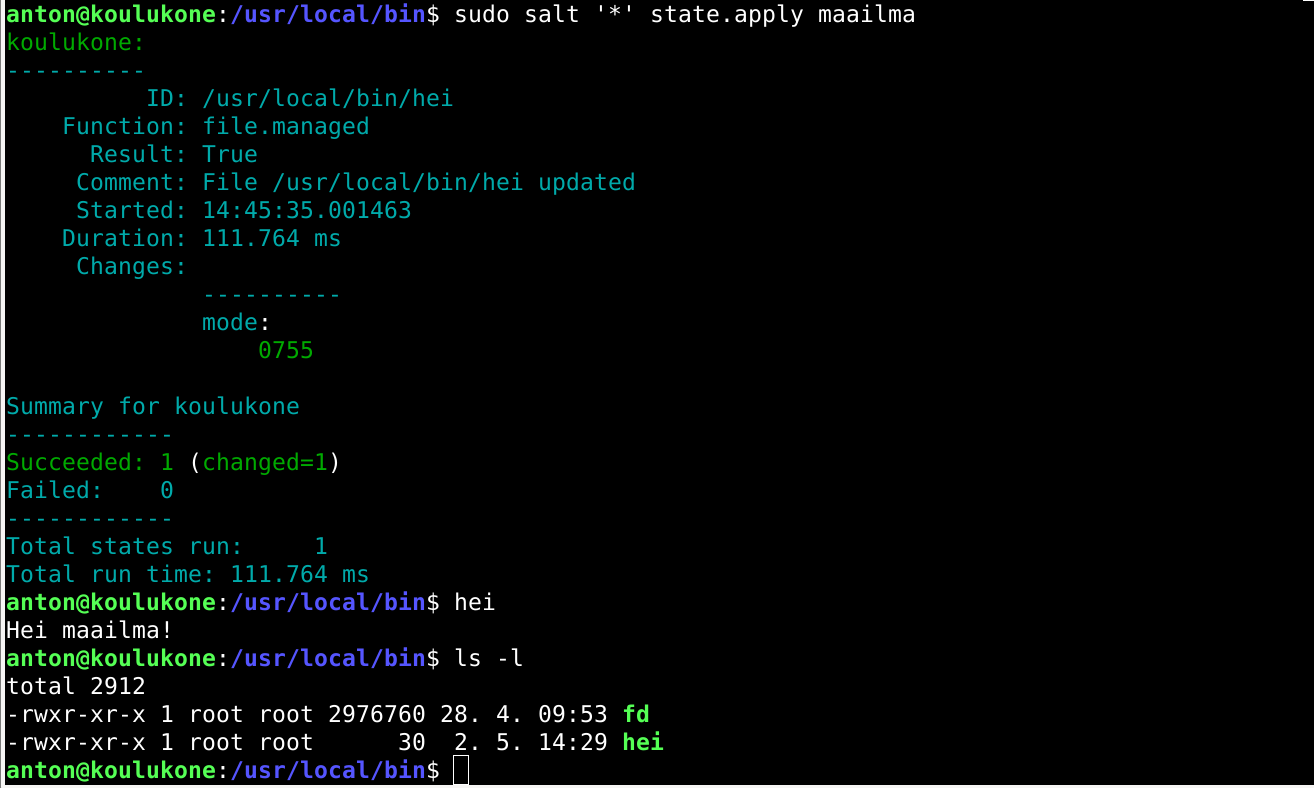 anton@koulukone:/usr/local/bin$ sudo salt '*' state.apply maailma
koulukone:
----------
          ID: /usr/local/bin/hei
    Function: file.managed
      Result: True
     Comment: File /usr/local/bin/hei updated
     Started: 14:45:35.001463
    Duration: 111.764 ms
     Changes:
              ----------
              mode:
                  0755

Summary for koulukone
------------
Succeeded: 1 (changed=1)
Failed:    0
------------
Total states run:     1
Total run time: 111.764 ms
anton@koulukone:/usr/local/bin$ hei
Hei maailma!
anton@koulukone:/usr/local/bin$ ls -l
total 2912
-rwxr-xr-x 1 root root 2976760 28. 4. 09:53 fd
-rwxr-xr-x 1 root root      30  2. 5. 14:29 hei
anton@koulukone:/usr/local/bin$